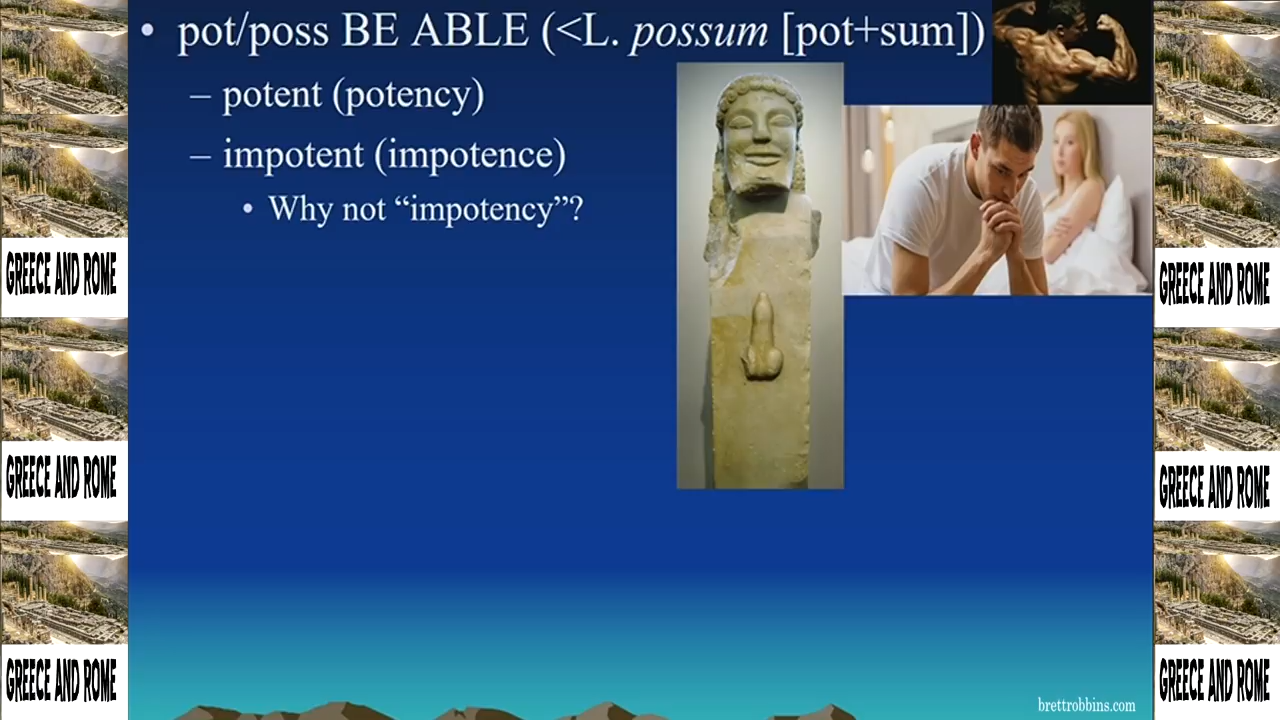 • pot/poss BE ABLE (<L. possum [pot+sum])
– potent (potency)
– impotent (impotence)
• Why not “impotency”?
GREECE AND ROME
GREECE AND ROME
GREECE AND ROME
GREECE AND ROME
GREECE AND ROME
GREECE AND ROME
brettrobbins.com